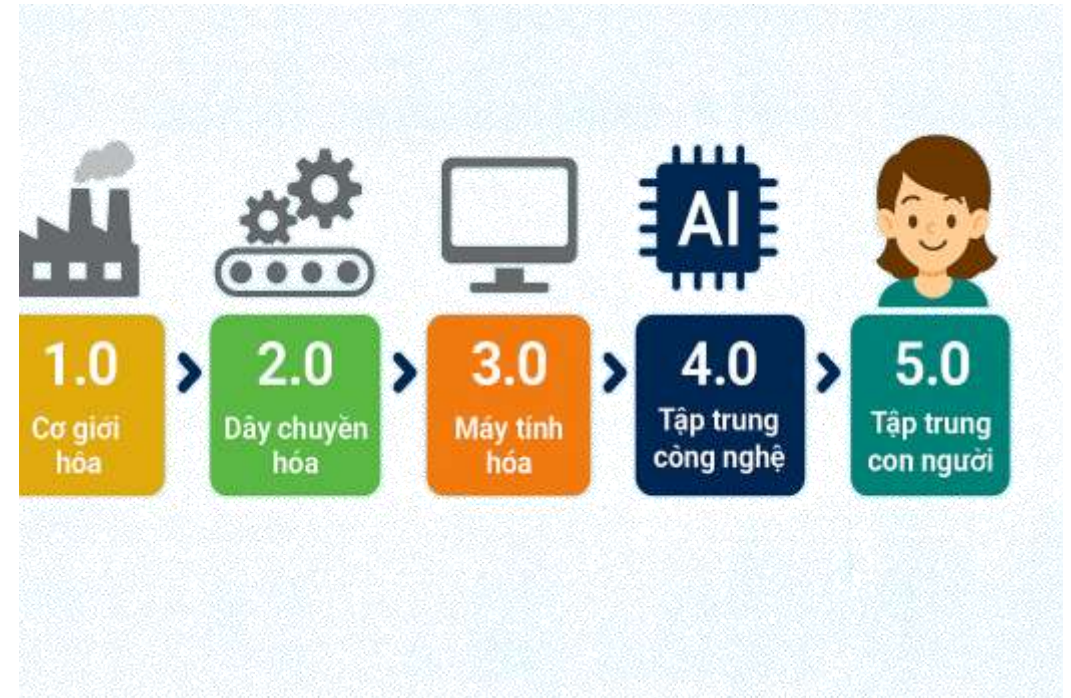 AI
1.0
Cơ giới
hóa
2.0
Dây chuyền
hóa
3.0
Máy tính
hóa
4.0
Tập trung
còng nghệ
5.0
Tập trung
con người